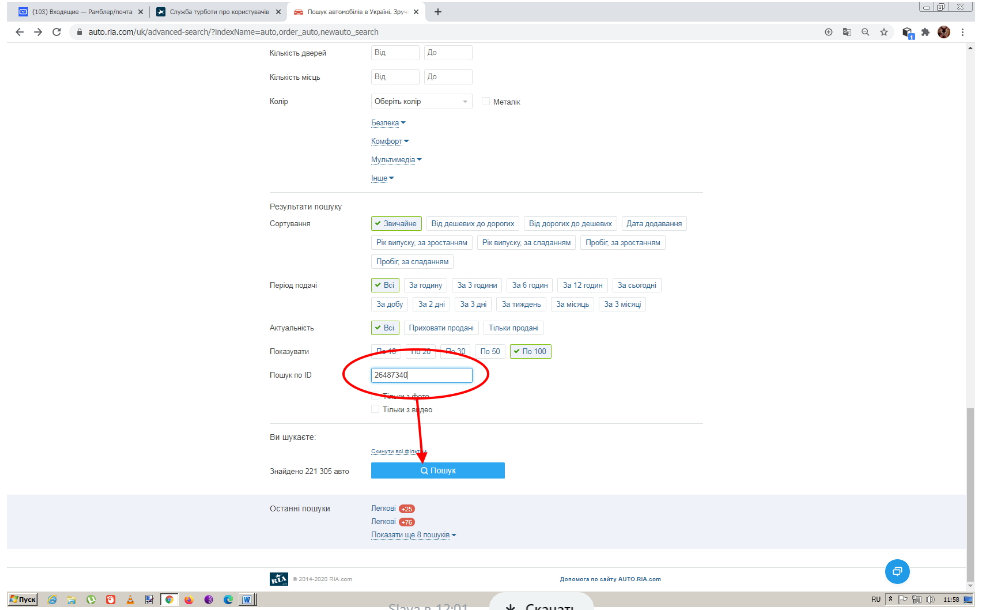 (103) Входящие — Рамблер/почта
Служба турботи про користувачів
Пошук автомобілів в Україні. Зруч
auto.ria.com/uk/advanced-search/?indexName=auto,order_auto,newauto_search
Кількість дверей Від До
Кількість місць Від До
Колір Оберіть колір Металік
Безпека
Комфорт
Мультимедіа
Інше
Результати пошуку
Сортування Звичайне Від дешевих до дорогих Від дорогих до дешевих Дата додавання
Рік випуску, за зростанням Рік випуску, за спаданням Пробіг, за зростанням
Пробіг, за спаданням
Період подачі Всі За годину За 3 години За 6 годин За 12 годин За сьогодні
За добу За 2 дні За 3 дні За тиждень За місяць За 3 місяці
Актуальність Всі Приховати продані Тільки продані
Показувати По 10 По 20 По 30 По 50 По 100
Пошук по ID 26487340
Тільки з фото
Тільки з відео
Ви шукаєте:
Скинути всі фільтри
Знайдено 221 305 авто Пошук
Останні пошуки Легкові +25
Легкові +76
Показати ще 8 пошуків
RIA © 2014-2020 RIA.com Допомога по сайту AUTO.RIA.com
Пуск RU 11:58
Slava в 12:01 Скачать